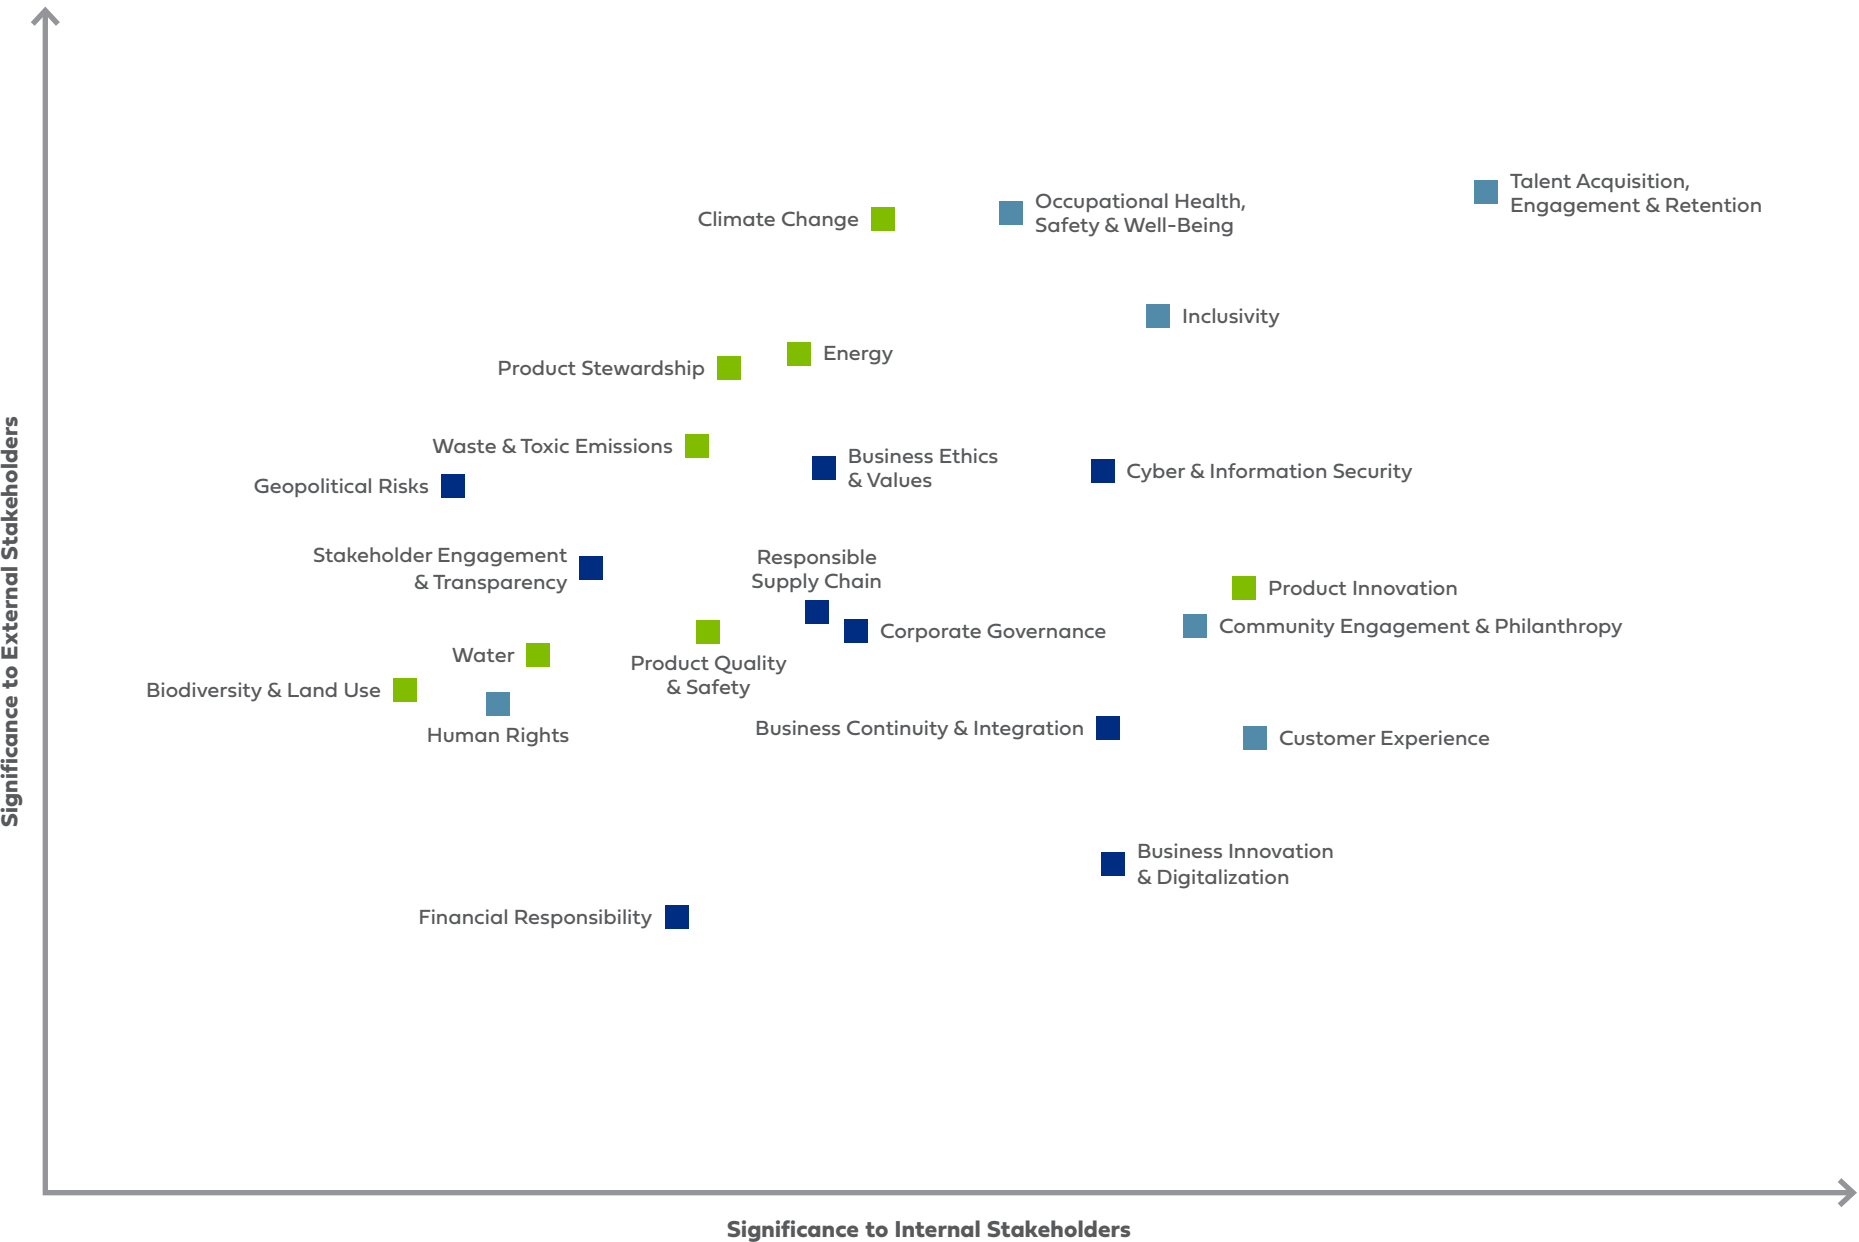 Talent Acquisition,
Engagement & Retention
Occupational Health,
Safety & Well-Being
Climate Change
Inclusivity
Energy
Product Stewardship
Waste & Toxic Emissions
Business Ethics
& Values
Cyber & Information Security
Geopolitical Risks
Stakeholder Engagement
& Transparency
Responsible
Supply Chain
Product Innovation
Community Engagement & Philanthropy
Corporate Governance
Water
Product Quality
& Safety
Biodiversity & Land Use
Human Rights
Business Continuity & Integration
Customer Experience
Business Innovation
& Digitalization
Financial Responsibility
Significance to External Stakeholders
Significance to Internal Stakeholders